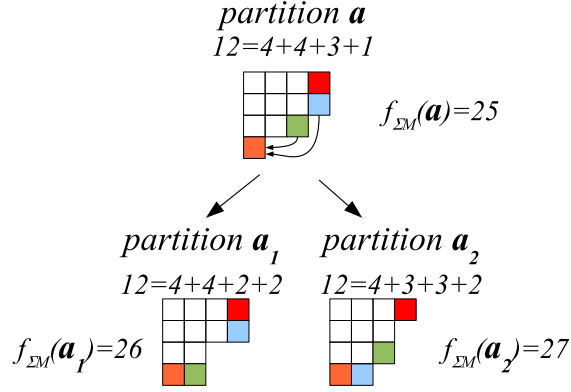 partition a
12=4+4+3+1
fΣM(a)=25
partition a1 partition a2
12=4+4+2+2 12=4+3+3+2
fΣM(a1)=26 fΣM(a2)=27